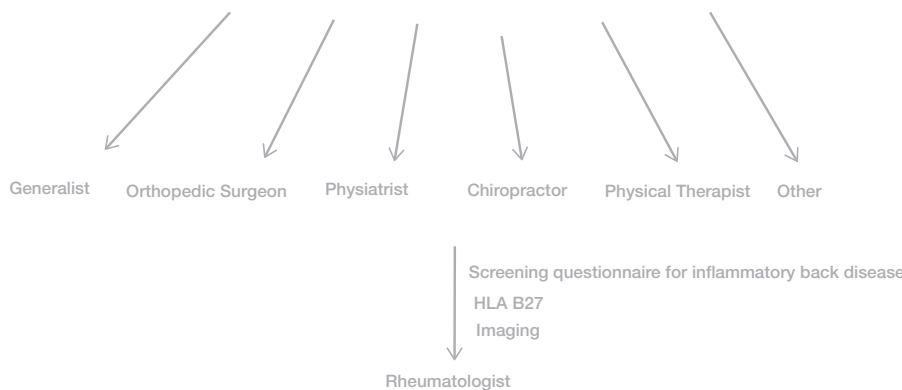 Generalist Orthopedic Surgeon Physiatrist Chiropractor Physical Therapist Other
Screening questionnaire for inflammatory back disease
HLA B27
Imaging
Rheumatologist